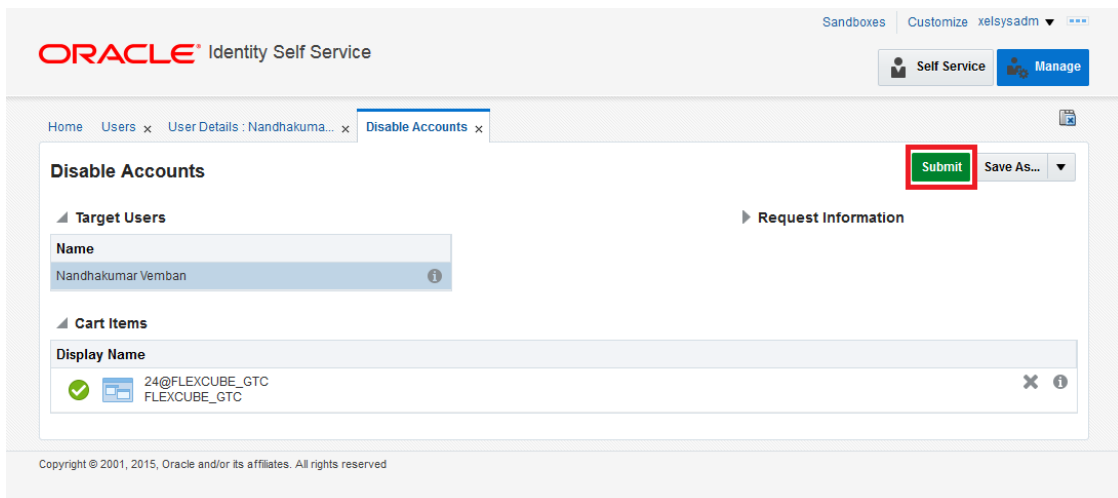 Sandboxes Customize xelsysadm
ORACLE® Identity Self Service
Self Service Manage
Home Users x User Details : Nandhakuma... x Disable Accounts x
Disable Accounts
Submit Save As...
Target Users
Request Information
Name
Nandhakumar Vemban
Cart Items
Display Name
24@FLEXCUBE_GTC
FLEXCUBE_GTC
Copyright © 2001, 2015, Oracle and/or its affiliates. All rights reserved